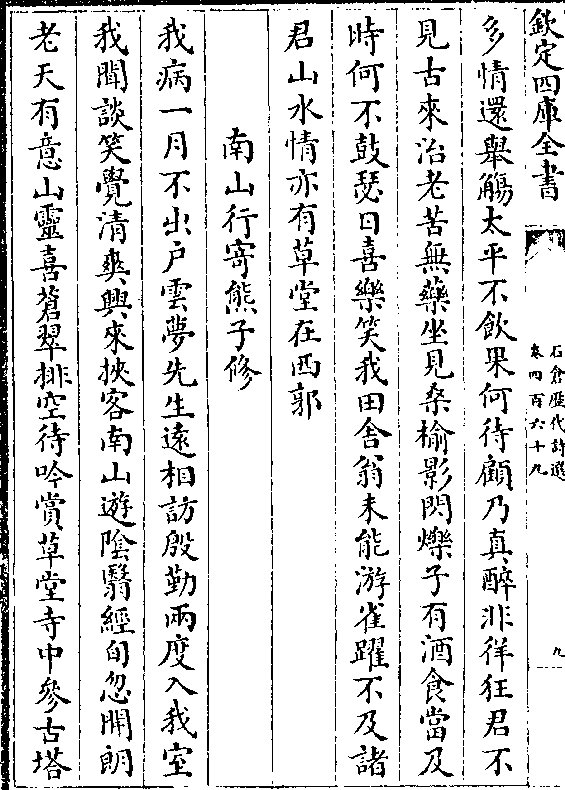 欽定四庫全書
石倉歷代詩選
卷四百六十九
九
多情還舉觴太平不飲果何待顧乃真醉非佯狂君不
見古來治老苦無藥坐見桑榆影閃爍子有酒食當及
時何不鼓瑟日喜樂笑我田舎翁未能游雀躍不及諸
君山水情亦有草堂在西郭
南山行寄熊子修
我病一月不出戶雲夢先生遠相訪殷勤兩度入我室
我聞談笑覺清爽興來挾客南山遊陰翳經旬忽開朗
老天有意山靈喜蒼翠排空待吟賞草堂寺中參古塔